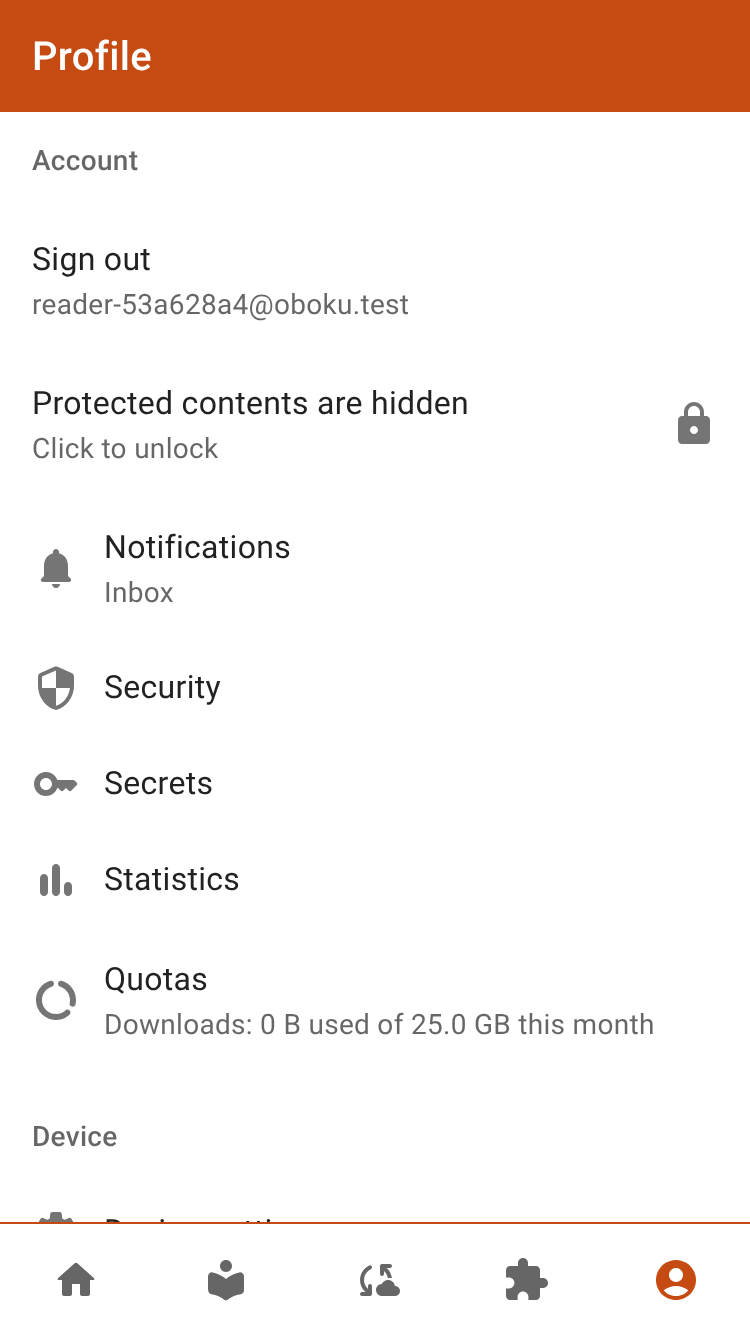 Profile
Account
Sign out
reader-53a628a4@oboku.test
Protected contents are hidden
Click to unlock
Notifications
Inbox
Security
Secrets
Statistics
Quotas
Downloads: 0 B used of 25.0 GB this month
Device